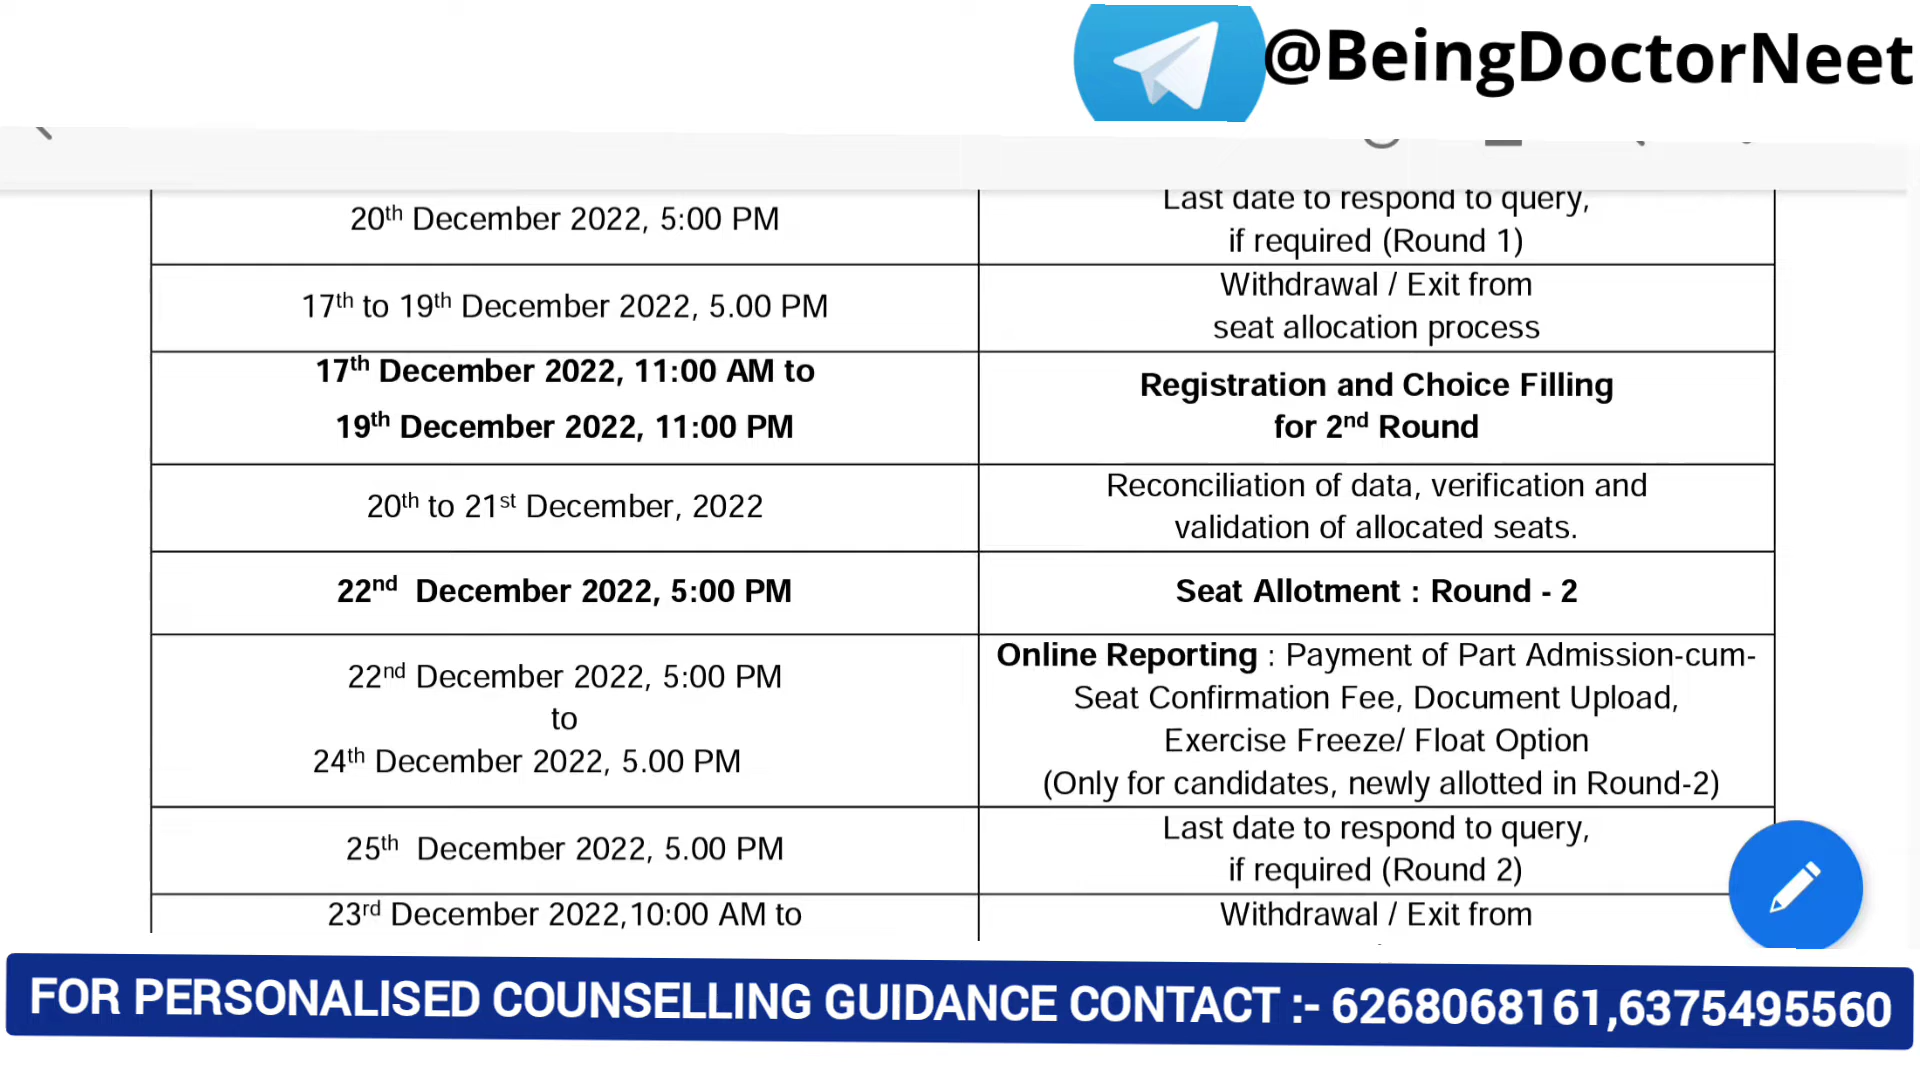 @BeingDoctorNeet
20th December 2022, 5:00 PM
Last date to respond to query,
if required (Round 1)
17th to 19th December 2022, 5.00 PM
Withdrawal / Exit from
seat allocation process
17th December 2022, 11:00 AM to
19th December 2022, 11:00 PM
Registration and Choice Filling
for 2nd Round
20th to 21st December, 2022
Reconciliation of data, verification and
validation of allocated seats.
22nd December 2022, 5:00 PM
Seat Allotment : Round - 2
22nd December 2022, 5:00 PM
to
24th December 2022, 5.00 PM
Online Reporting : Payment of Part Admission-cum-
Seat Confirmation Fee, Document Upload,
Exercise Freeze/ Float Option
(Only for candidates, newly allotted in Round-2)
25th December 2022, 5.00 PM
Last date to respond to query,
if required (Round 2)
23rd December 2022,10:00 AM to
Withdrawal / Exit from
FOR PERSONALISED COUNSELLING GUIDANCE CONTACT :- 6268068161,6375495560